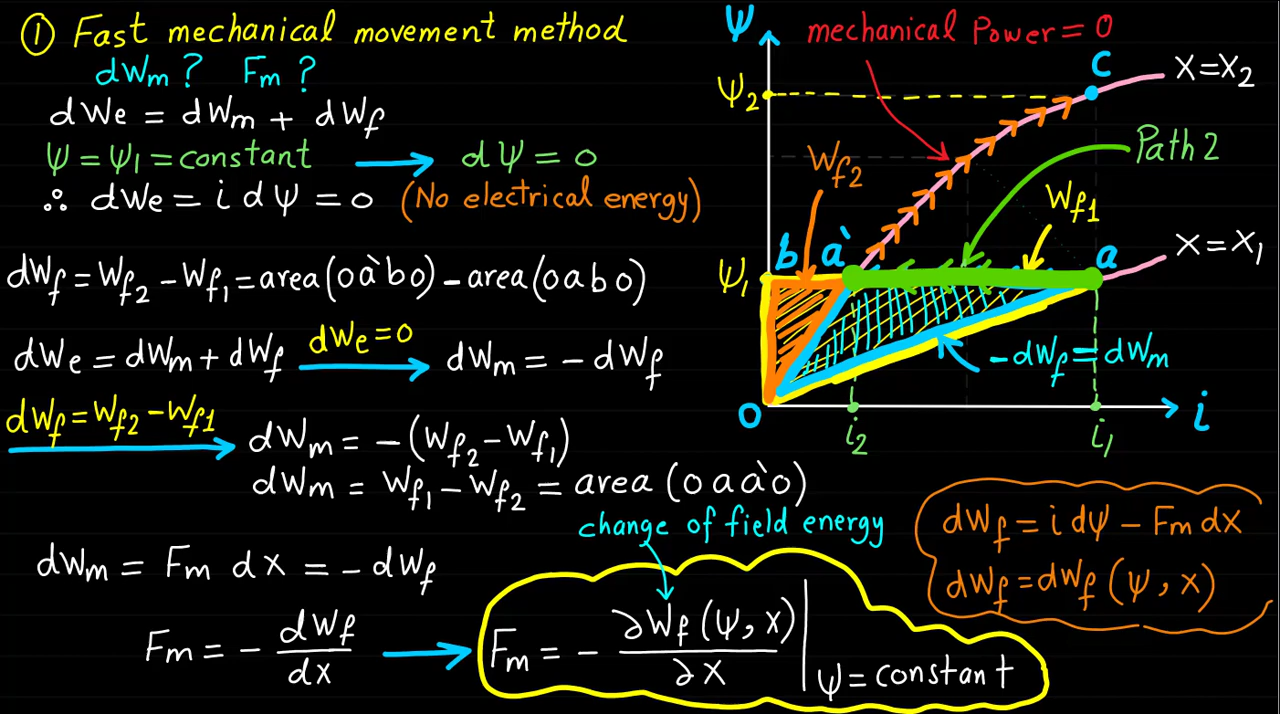 ① Fast mechanical movement method
dWm ? Fm ?
dWe = dWm + dWf
Ψ = Ψ1 = constant → dΨ = 0
∴ dWe = i dΨ = 0 (No electrical energy)
dWf = Wf2 - Wf1 = area(oàbo) - area(oabo)
dWe = dWm + dWf dWe=0 → dWm = - dWf
dWf = Wf2 - Wf1 → dWm = -(Wf2 - Wf1)
dWm = Wf1 - Wf2 = area (oaào)
change of field energy
dWm = Fm dx = - dWf
Fm = - dWf/dx → Fm = - ∂Wf(Ψ, x)/∂x | Ψ = constant
Ψ
mechanical Power = 0
C
X=X2
Ψ2
Path 2
Wf2
Wf1
b
à
a
X=X1
Ψ1
-dWf = dWm
o
i2
i1
i
dWf = i dΨ - Fm dx
dWf = dWf (Ψ, x)